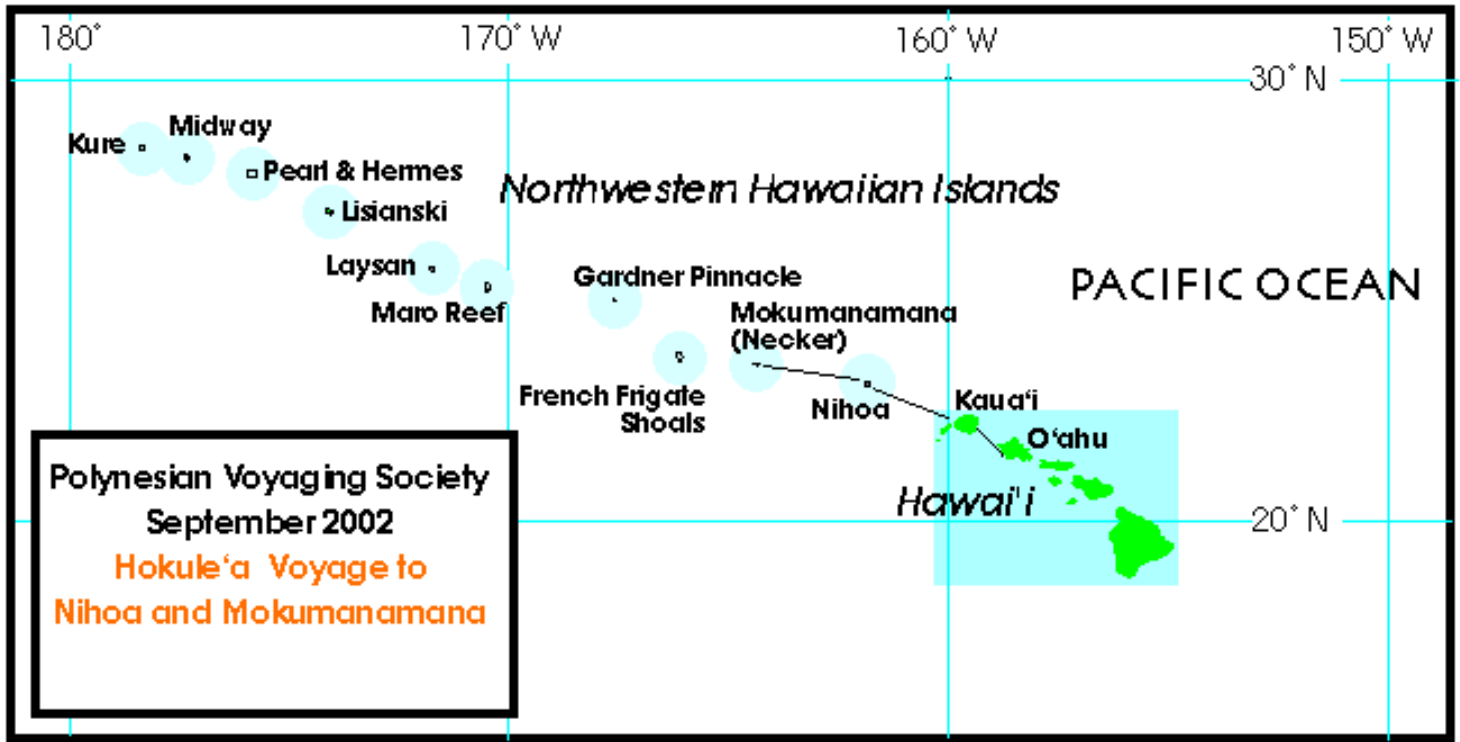 180°
170° W
160° W
150° W
30° N
Midway
Kure
Pearl & Hermes
Northwestern Hawaiian Islands
Lisianski
Laysan
Gardner Pinnacle
PACIFIC OCEAN
Maro Reef
Mokumanamana
(Necker)
French Frigate
Shoals
Nihoa
Kaua‘i
O‘ahu
Hawai'i
20° N
Polynesian Voyaging Society
September 2002
Hokule‘a Voyage to
Nihoa and Mokumanamana